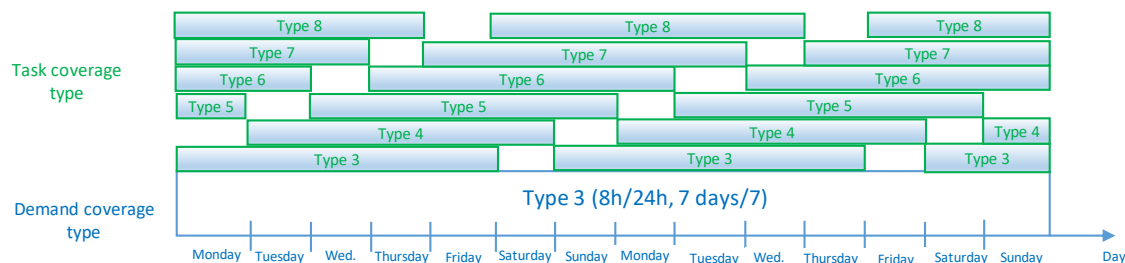 Type 8 Type 8 Type 8
Type 7 Type 7 Type 7
Task coverage
type
Type 6 Type 6 Type 6
Type 5 Type 5 Type 5
Type 4 Type 4 Type 4
Type 3 Type 3 Type 3
Type 3 (8h/24h, 7 days/7)
Demand coverage
type
Monday Tuesday Wed. Thursday Friday Saturday Sunday Monday Tuesday Wed. Thursday Friday Saturday Sunday Day